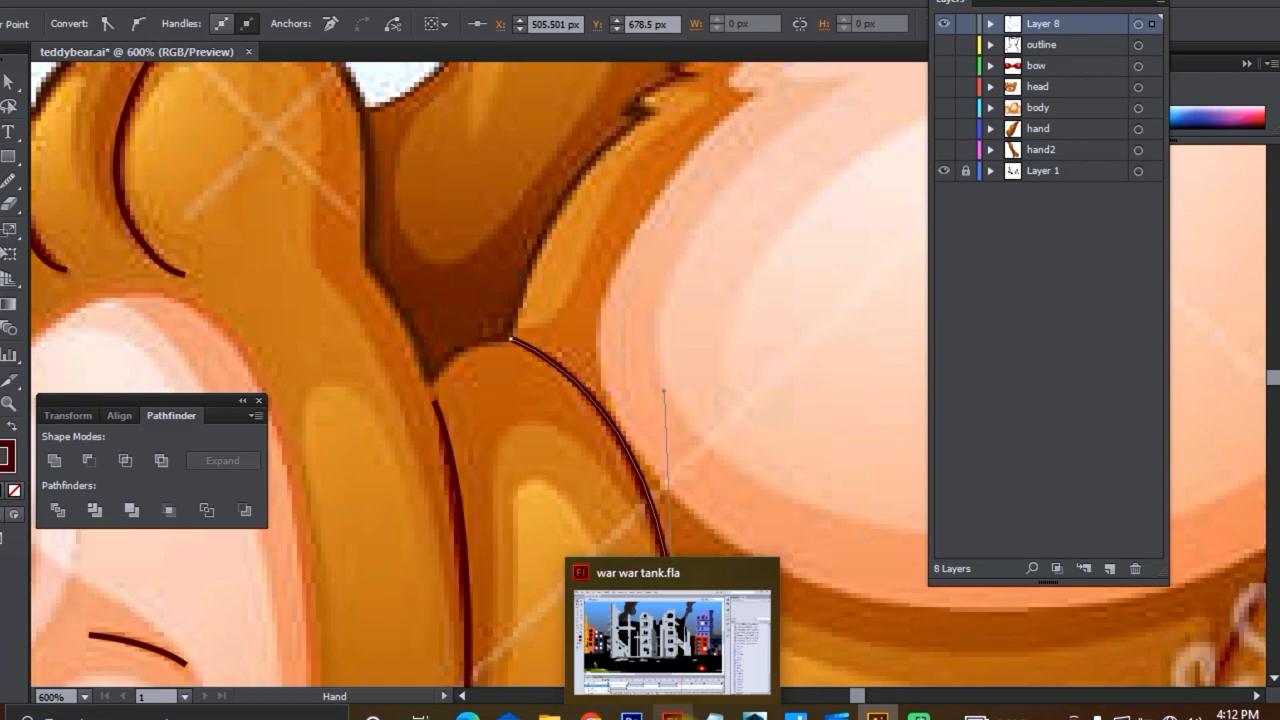 Layers:
Point Convert: Handles: Anchors: X: 505.501 px Y: 678.5 px W: 0 px H: 0 px
teddybear.ai* @ 600% (RGB/Preview) ×
Layer 8
outline
bow
head
body
hand
hand2
Layer 1
Transform Align Pathfinder
Shape Modes:
Expand
Pathfinders:
8 Layers
war war tank.fla
600% 1 Hand
4:12 PM